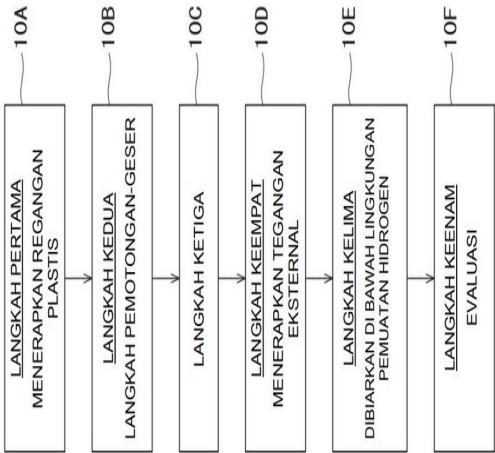 10A
LANGKAH PERTAMA
MENERAPKAN REGANGAN
PLASTIS
10B
LANGKAH KEDUA
LANGKAH PEMOTONGAN-GESER
10C
LANGKAH KETIGA
10D
LANGKAH KEEMPAT
MENERAPKAN TEGANGAN
EKSTERNAL
10E
LANGKAH KELIMA
DIBIARKAN DI BAWAH LINGKUNGAN
PEMUATAN HIDROGEN
10F
LANGKAH KEENAM
EVALUASI